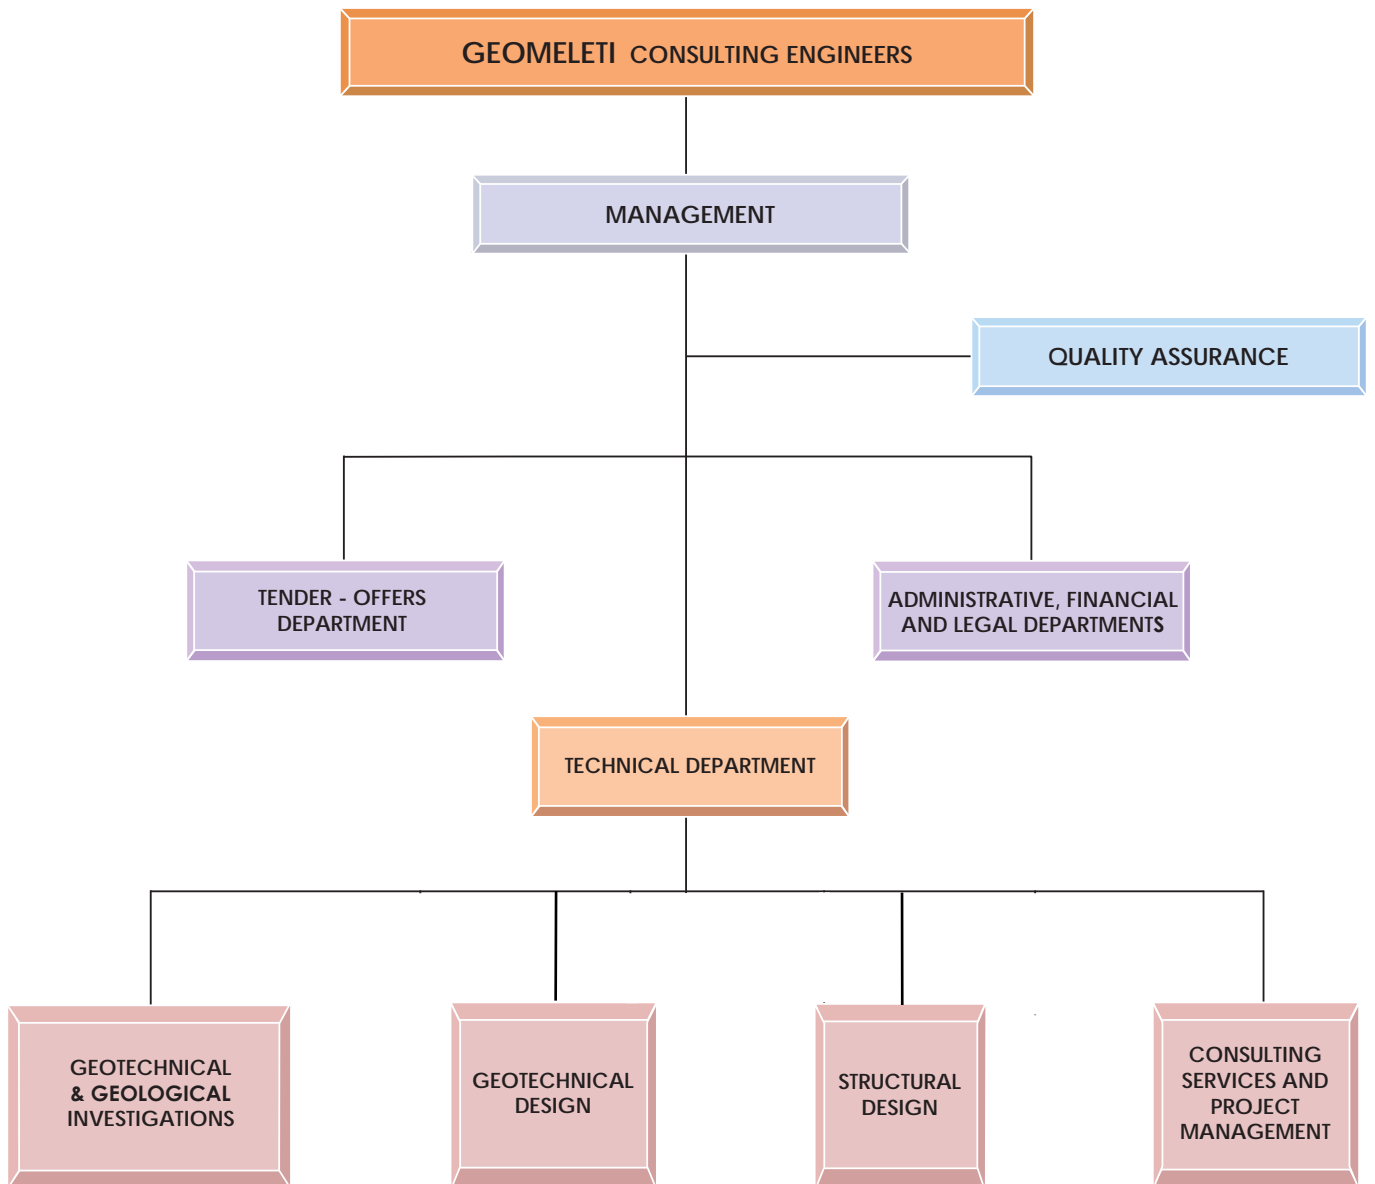 GEOMELETI CONSULTING ENGINEERS
MANAGEMENT
QUALITY ASSURANCE
TENDER - OFFERS
DEPARTMENT
ADMINISTRATIVE, FINANCIAL
AND LEGAL DEPARTMENTS
TECHNICAL DEPARTMENT
GEOTECHNICAL
& GEOLOGICAL
INVESTIGATIONS
GEOTECHNICAL
DESIGN
STRUCTURAL
DESIGN
CONSULTING
SERVICES AND
PROJECT
MANAGEMENT